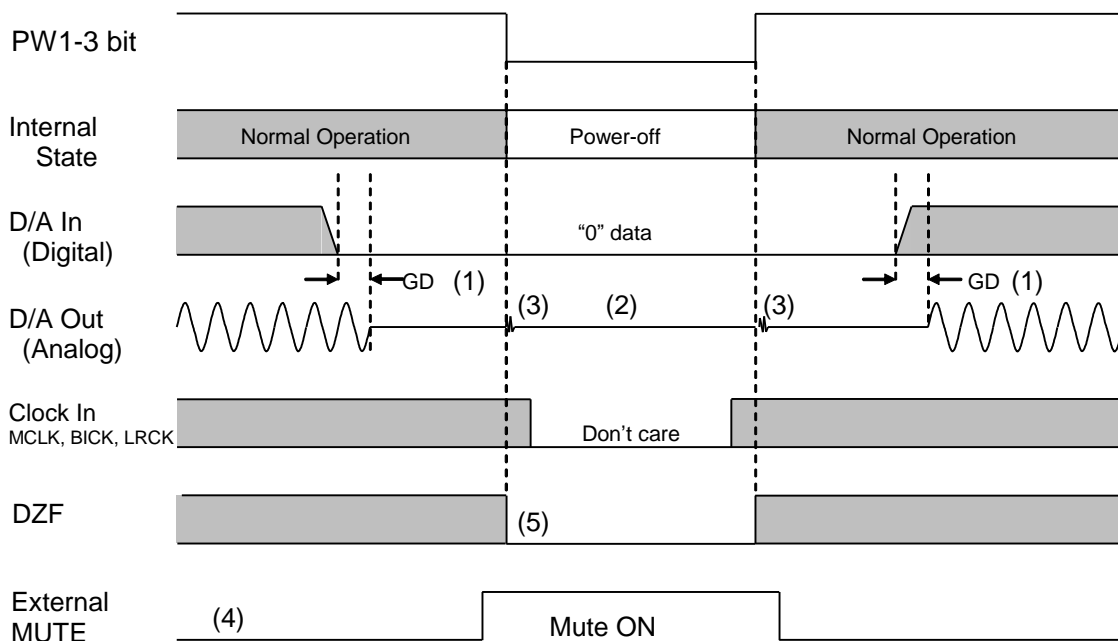 PW1-3 bit
Internal
State
Normal Operation
Power-off
Normal Operation
D/A In
(Digital)
“0” data
GD (1)
GD (1)
D/A Out
(Analog)
(3)
(2)
(3)
Clock In
MCLK, BICK, LRCK
Don’t care
DZF
(5)
External
MUTE
(4)
Mute ON